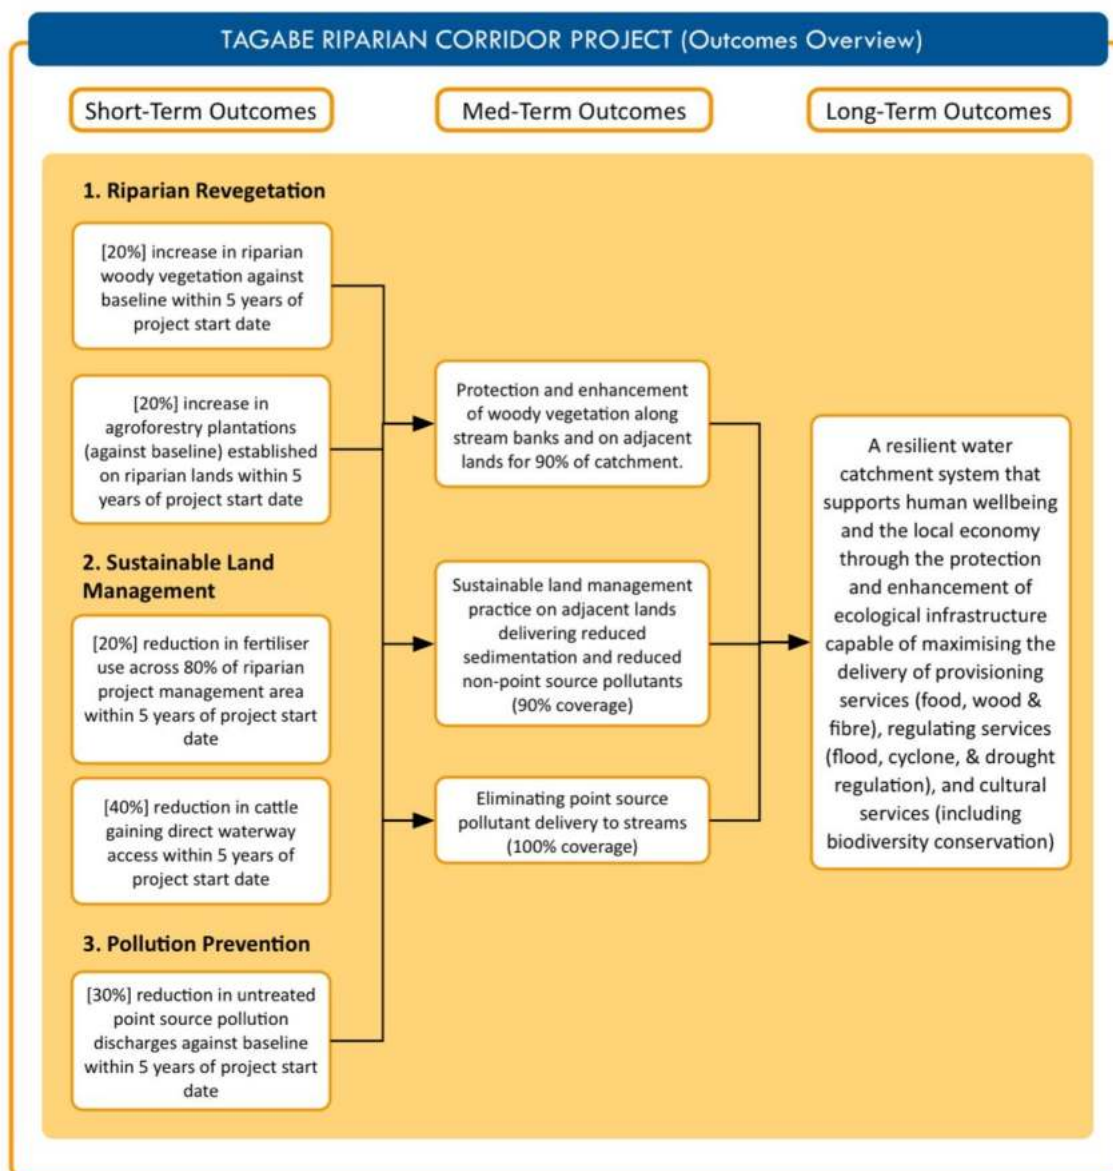 TAGABE RIPARIAN CORRIDOR PROJECT (Outcomes Overview)
Short-Term Outcomes
Med-Term Outcomes
Long-Term Outcomes
1. Riparian Revegetation
[20%] increase in riparian
woody vegetation against
baseline within 5 years of
project start date
[20%] increase in
agroforestry plantations
(against baseline) established
on riparian lands within 5
years of project start date
2. Sustainable Land
Management
[20%] reduction in fertiliser
use across 80% of riparian
project management area
within 5 years of project start
date
[40%] reduction in cattle
gaining direct waterway
access within 5 years of
project start date
3. Pollution Prevention
[30%] reduction in untreated
point source pollution
discharges against baseline
within 5 years of project start
date
Protection and enhancement
of woody vegetation along
stream banks and on adjacent
lands for 90% of catchment.
Sustainable land management
practice on adjacent lands
delivering reduced
sedimentation and reduced
non-point source pollutants
(90% coverage)
Eliminating point source
pollutant delivery to streams
(100% coverage)
A resilient water
catchment system that
supports human wellbeing
and the local economy
through the protection
and enhancement of
ecological infrastructure
capable of maximising the
delivery of provisioning
services (food, wood &
fibre), regulating services
(flood, cyclone, & drought
regulation), and cultural
services (including
biodiversity conservation)